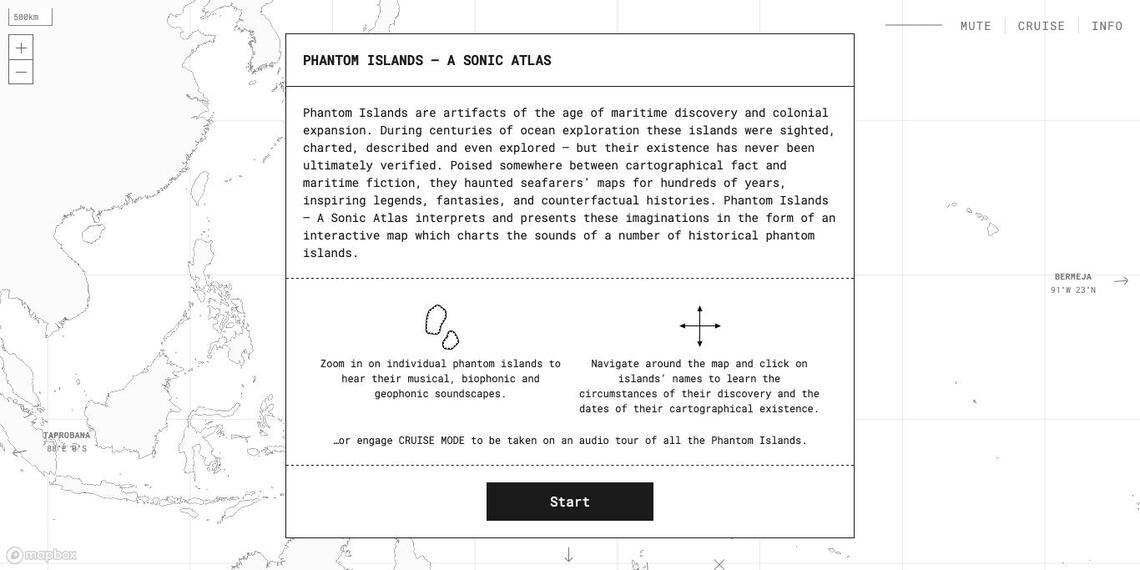 500km
+
–
MUTE
CRUISE
INFO
PHANTOM ISLANDS – A SONIC ATLAS
Phantom Islands are artifacts of the age of maritime discovery and colonial
expansion. During centuries of ocean exploration these islands were sighted,
charted, described and even explored – but their existence has never been
ultimately verified. Poised somewhere between cartographical fact and
maritime fiction, they haunted seafarers' maps for hundreds of years,
inspiring legends, fantasies, and counterfactual histories. Phantom Islands
– A Sonic Atlas interprets and presents these imaginations in the form of an
interactive map which charts the sounds of a number of historical phantom
islands.
BERMEJA
91°W 23°N
Zoom in on individual phantom islands to
hear their musical, biophonic and
geophonic soundscapes.
Navigate around the map and click on
islands' names to learn the
circumstances of their discovery and the
dates of their cartographical existence.
TAPROBANA
88°E 0°S
…or engage CRUISE MODE to be taken on an audio tour of all the Phantom Islands.
Start
mapbox